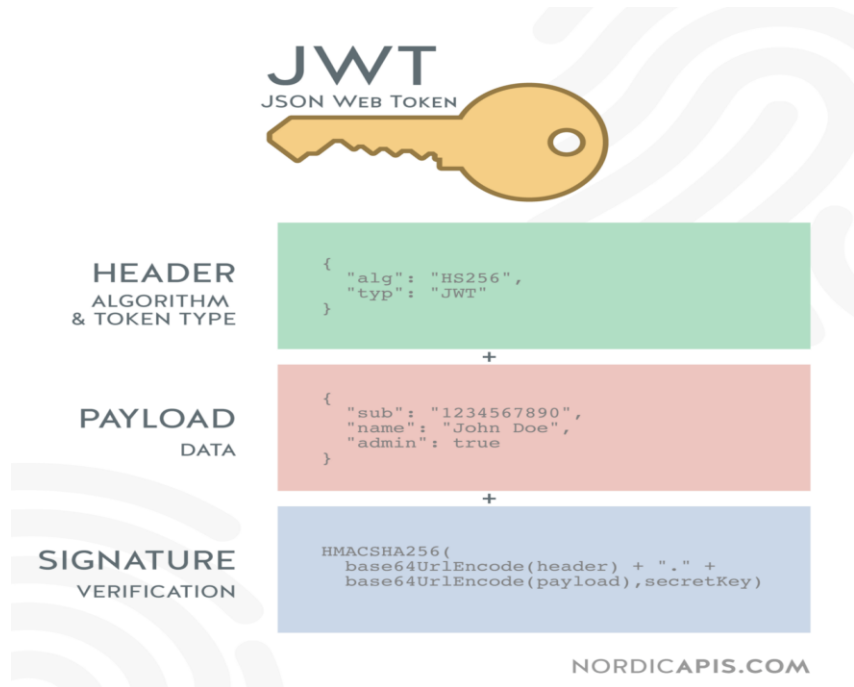 JWT
JSON WEB TOKEN
HEADER
ALGORITHM
& TOKEN TYPE
{
"alg": "HS256",
"typ": "JWT"
}
+
PAYLOAD
DATA
{
"sub": "1234567890",
"name": "John Doe",
"admin": true
}
+
SIGNATURE
VERIFICATION
HMACSHA256(
base64UrlEncode(header) + "." +
base64UrlEncode(payload),secretKey)
NORDICAPIS.COM